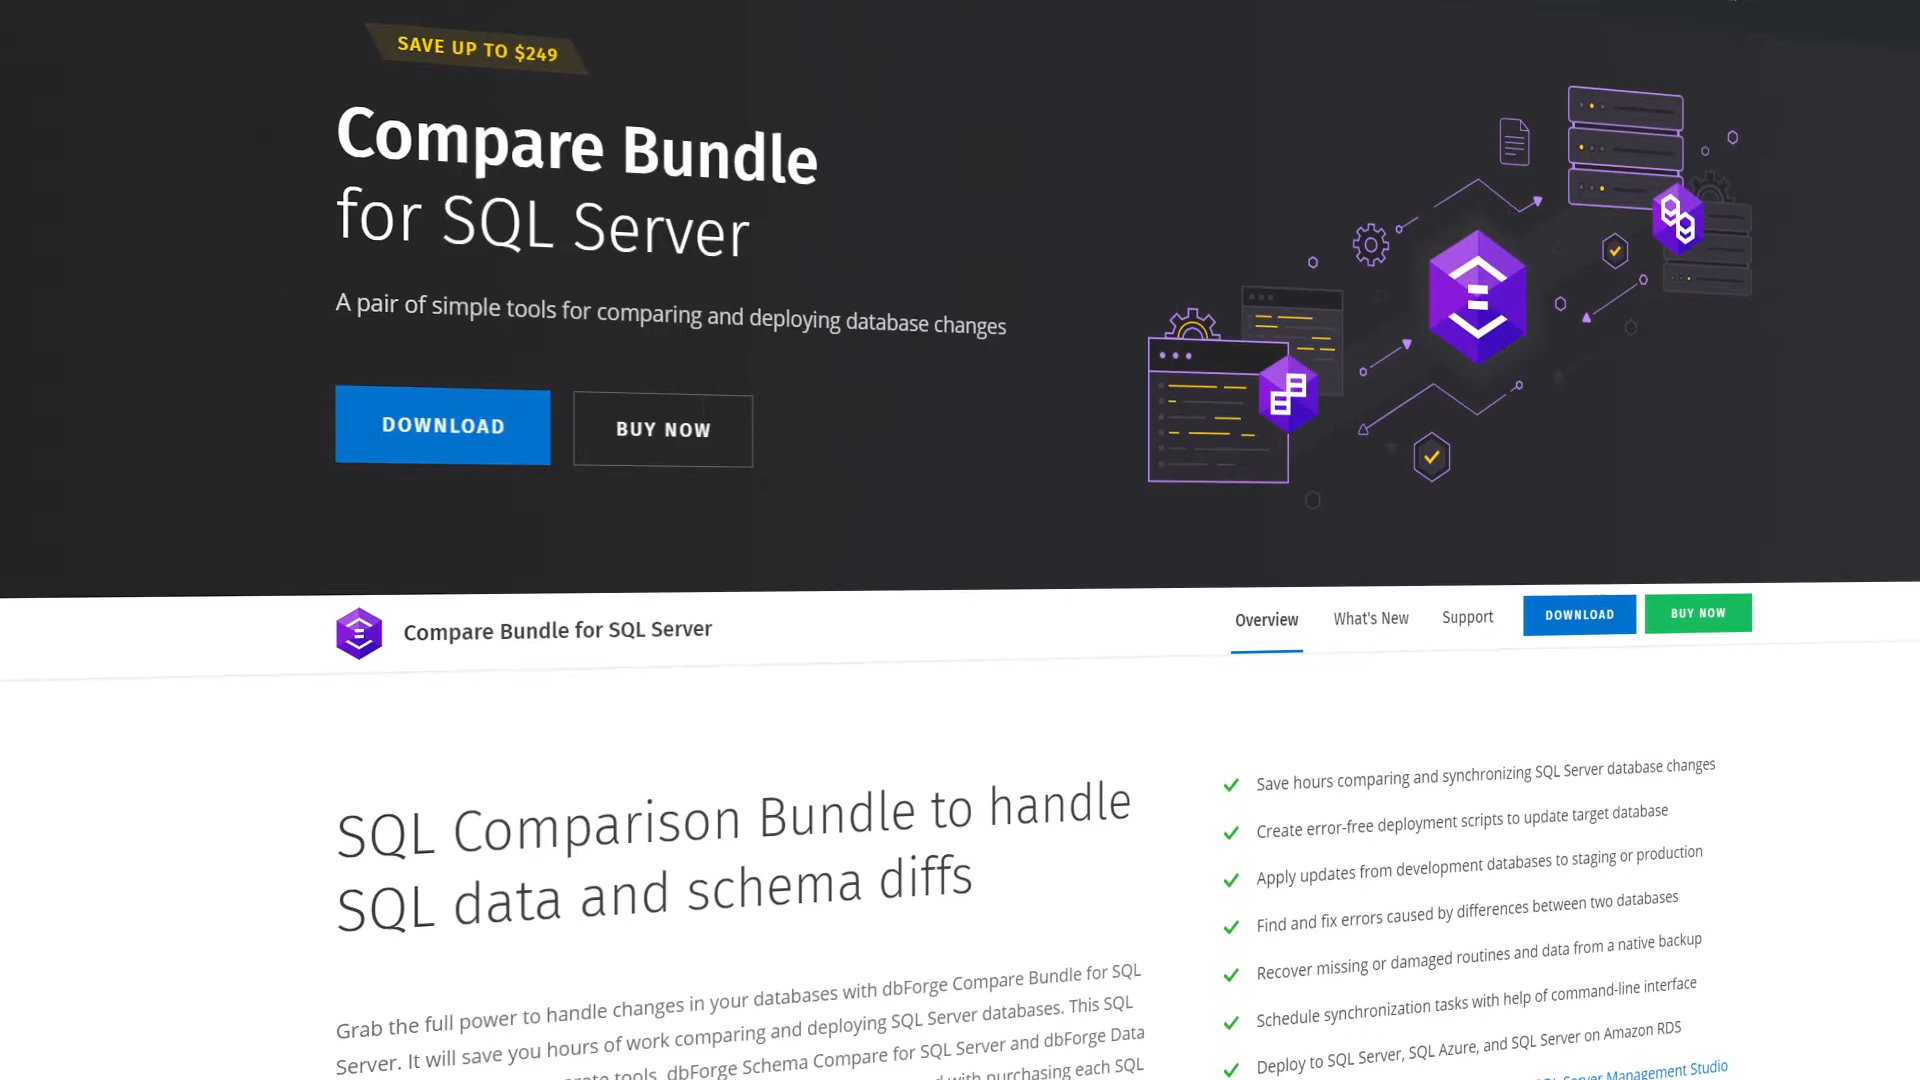 SAVE UP TO $249
Compare Bundle
for SQL Server
A pair of simple tools for comparing and deploying database changes
DOWNLOAD
BUY NOW
Compare Bundle for SQL Server
Overview
What's New
Support
DOWNLOAD
BUY NOW
SQL Comparison Bundle to handle
SQL data and schema diffs
Grab the full power to handle changes in your databases with dbForge Compare Bundle for SQL
Server. It will save you hours of work comparing and deploying SQL Server databases. This SQL
tools, dbForge Schema Compare for SQL Server and dbForge Data
with purchasing each SQL
Save hours comparing and synchronizing SQL Server database changes
Create error-free deployment scripts to update target database
Apply updates from development databases to staging or production
Find and fix errors caused by differences between two databases
Recover missing or damaged routines and data from a native backup
Schedule synchronization tasks with help of command-line interface
Deploy to SQL Server, SQL Azure, and SQL Server on Amazon RDS
SQL Server Management Studio